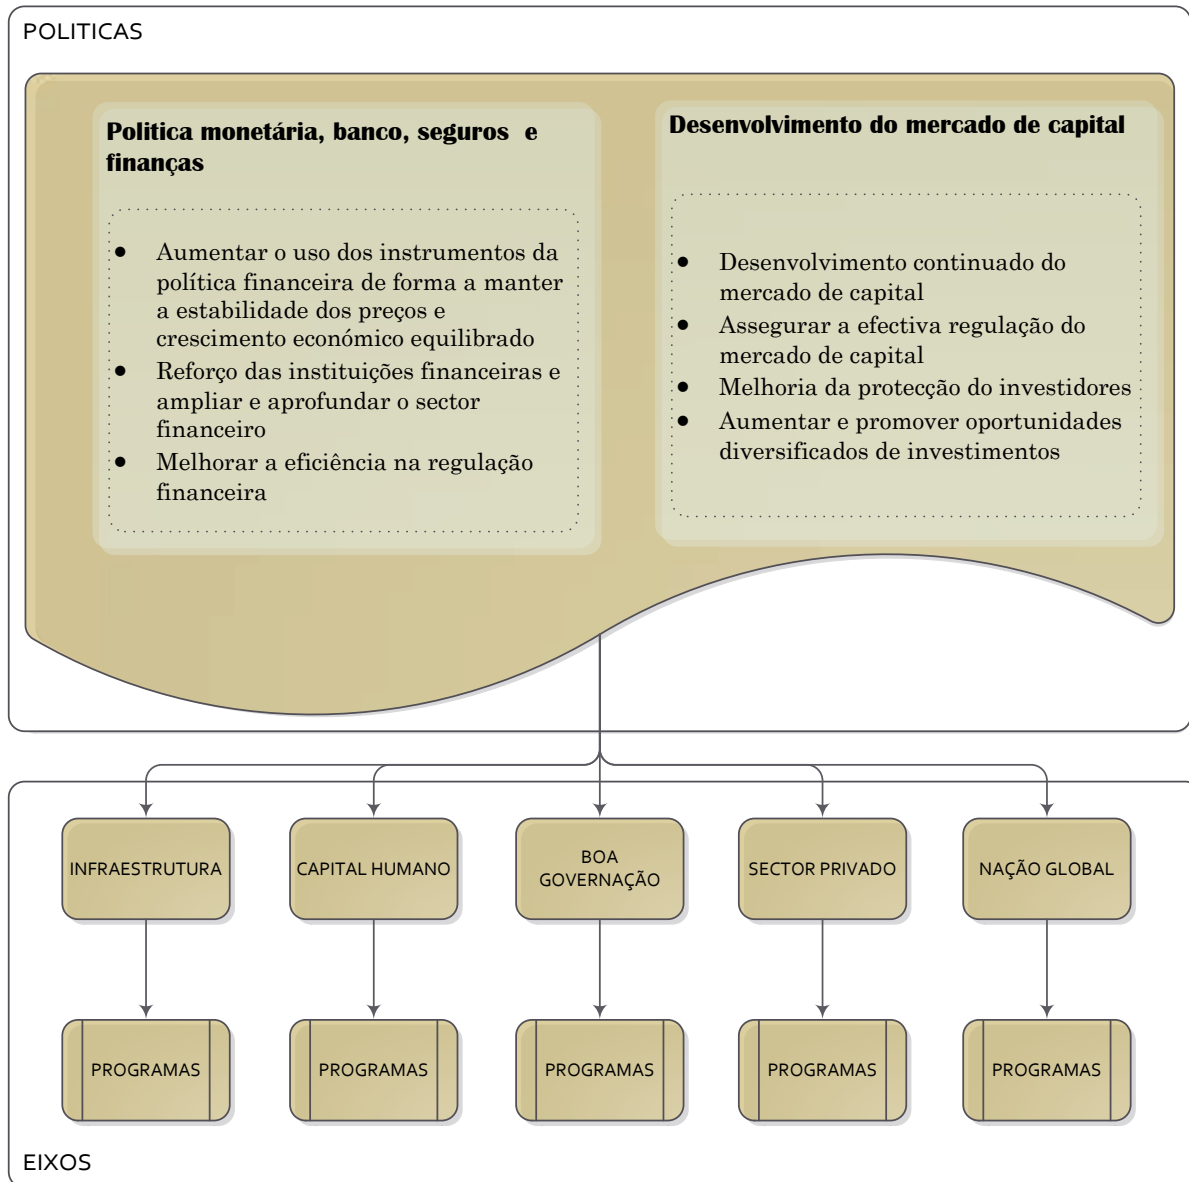 POLITICAS
Politica monetária, banco, seguros e
finanças
• Aumentar o uso dos instrumentos da
política financeira de forma a manter
a estabilidade dos preços e
crescimento económico equilibrado
• Reforço das instituições financeiras e
ampliar e aprofundar o sector
financeiro
• Melhorar a eficiência na regulação
financeira
Desenvolvimento do mercado de capital
• Desenvolvimento continuado do
mercado de capital
• Assegurar a efectiva regulação do
mercado de capital
• Melhoria da protecção do investidores
• Aumentar e promover oportunidades
diversificados de investimentos
INFRAESTRUTURA
CAPITAL HUMANO
BOA
GOVERNAÇÃO
SECTOR PRIVADO
NAÇÃO GLOBAL
PROGRAMAS
PROGRAMAS
PROGRAMAS
PROGRAMAS
PROGRAMAS
EIXOS